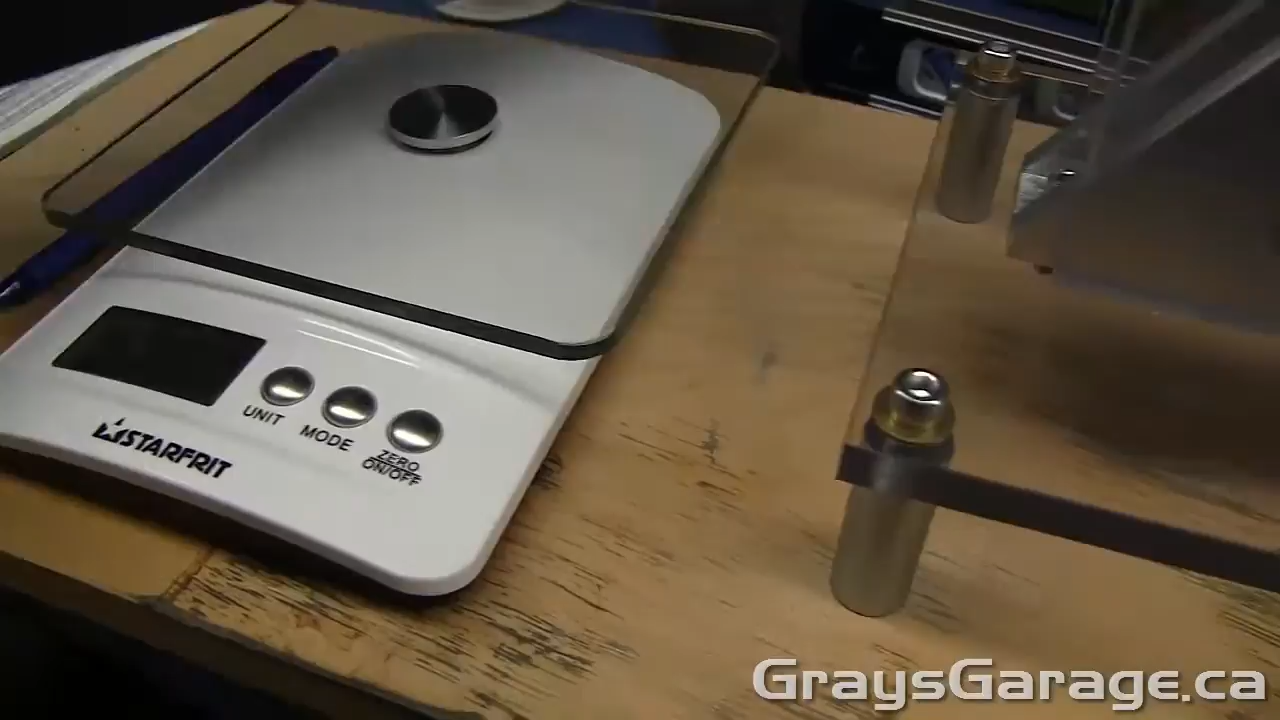 UNIT
MODE
ZERO
ON/OFF
STARFRIT
GraysGarage.ca